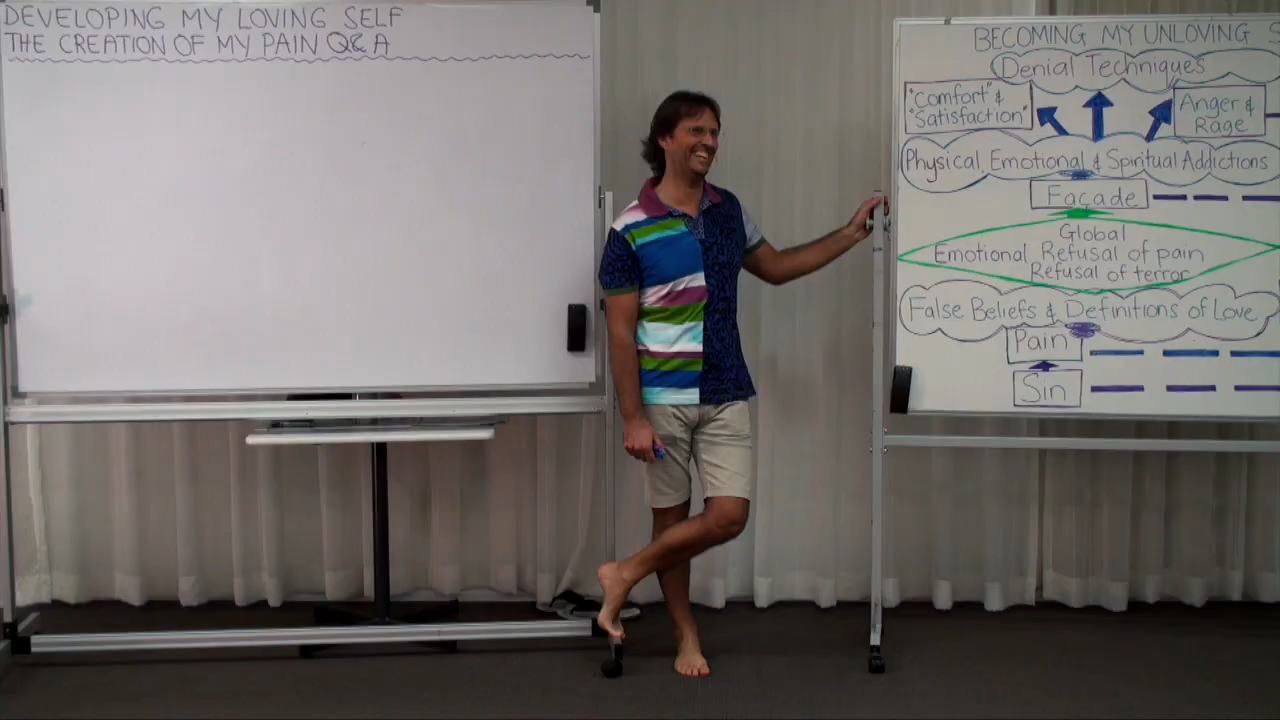 DEVELOPING MY LOVING SELF
THE CREATION OF MY PAIN Q&A
BECOMING MY UNLOVING
Denial Techniques
"Comfort" &
"Satisfaction"
Anger &
Rage
Physical, Emotional & Spiritual Addictions
Façade
Global
Emotional Refusal of pain
Refusal of terror
False Beliefs & Definitions of Love
Pain
Sin